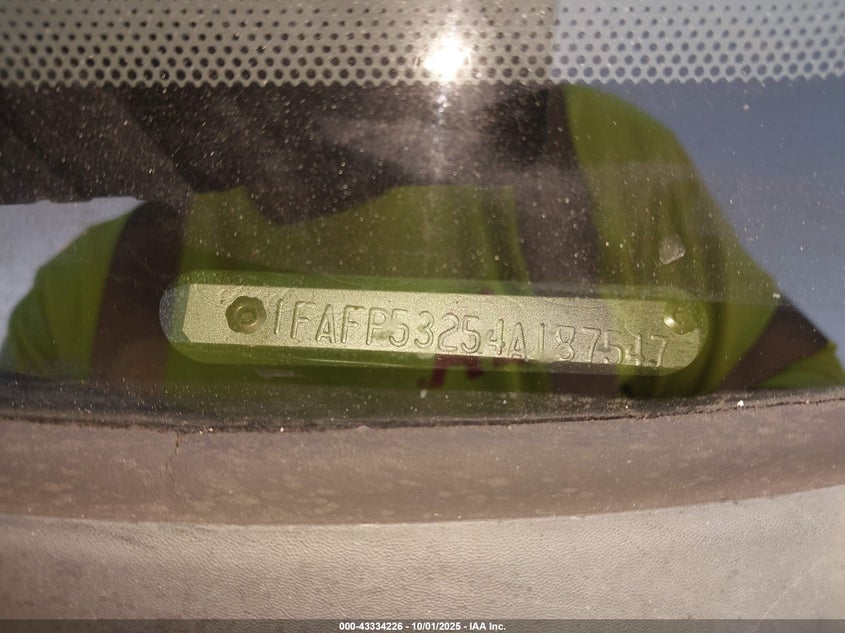 1FAFP53254A187547
000-43334226 - 10/01/2025 - IAA Inc.